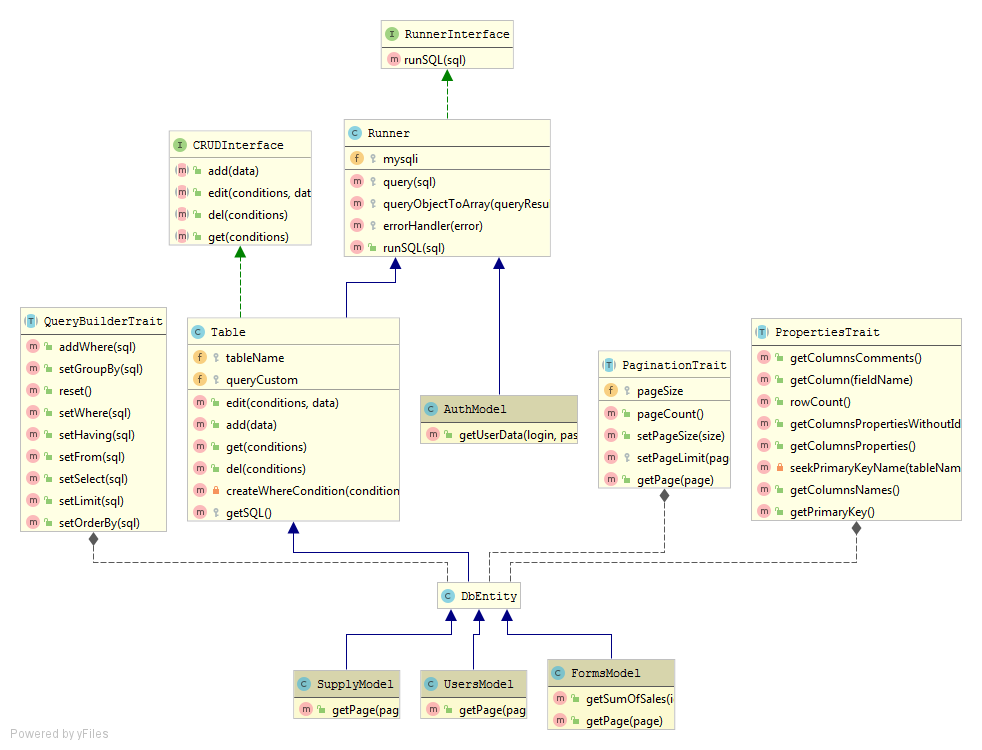 RunnerInterface
runSQL(sql)
Runner
mysqli
query(sql)
queryObjectToArray(queryResu
errorHandler(error)
runSQL(sql)
CRUDInterface
add(data)
edit(conditions, dat
del(conditions)
get(conditions)
QueryBuilderTrait
addWhere(sql)
setGroupBy(sql)
reset()
setWhere(sql)
setHaving(sql)
setFrom(sql)
setSelect(sql)
setLimit(sql)
setOrderBy(sql)
Table
tableName
queryCustom
edit(conditions, data)
add(data)
get(conditions)
del(conditions)
createWhereCondition(condition
getSQL()
AuthModel
getUserData(login, pas
PaginationTrait
pageSize
pageCount()
setPageSize(size)
setPageLimit(pag
getPage(page)
PropertiesTrait
getColumnsComments()
getColumn(fieldName)
rowCount()
getColumnsPropertiesWithoutId
getColumnsProperties()
seekPrimaryKeyName(tableNam
getColumnsNames()
getPrimaryKey()
DbEntity
SupplyModel
getPage(pag
UsersModel
getPage(pag
FormsModel
getSumOfSales(i
getPage(page)
Powered by yFiles